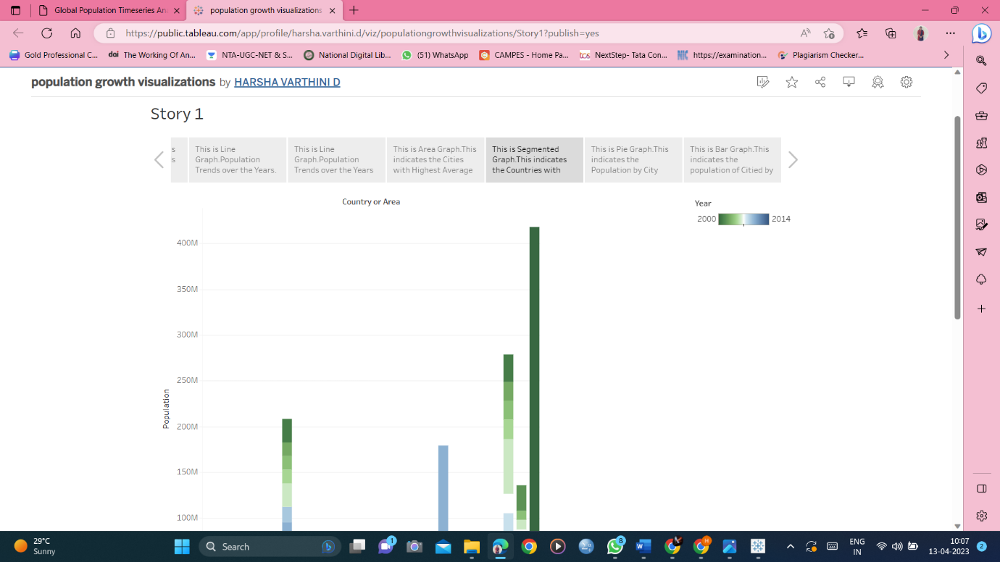 Global Population Timeseries An
population growth visualizations
https://public.tableau.com/app/profile/harsha.varthini.d/viz/populationgrowthvisualizations/Story1?publish=yes
Gold Professional C...
dai The Working Of An...
NTA-UGC-NET & S...
National Digital Lib...
(51) WhatsApp
CAMPES - Home Pa...
tcs NextStep- Tata Con...
NIC https://examination...
Plagiarism Checker...
population growth visualizations by HARSHA VARTHINI D
Story 1
s
s
This is Line
Graph.Population
Trends over the Years.
This is Line
Graph.Population
Trends over the Years
This is Area Graph.This
indicates the Cities
with Highest Average
This is Segmented
Graph.This indicates
the Countries with
This is Pie Graph.This
indicates the
Population by City
This is Bar Graph.This
indicates the
population of Citied by
Country or Area
Year
2000 2014
400M
350M
300M
250M
200M
150M
100M
Population
29°C
Sunny
Search
1
8
ENG
IN
10:07
13-04-2023
2